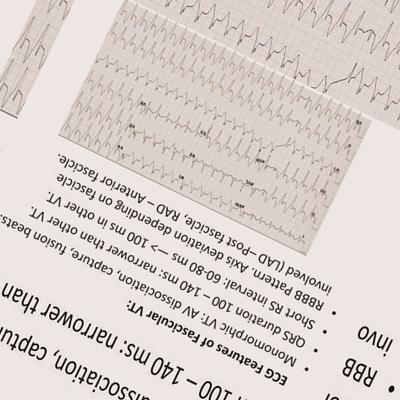 ECG Features of Fascicular VT:
• Monomorphic VT: AV dissociation, capture, fusion beats.
• QRS duration 100 – 140 ms: narrower than other VT.
• Short RS interval: 60-80 ms –> 100 ms in other VT.
• RBBB Pattern. Axis deviation depending on fascicle
involved (LAD –Post fascicle, RAD – Anterior fascicle.
ssociation, captu
n 100 – 140 ms: narrower than
• RBB
invo